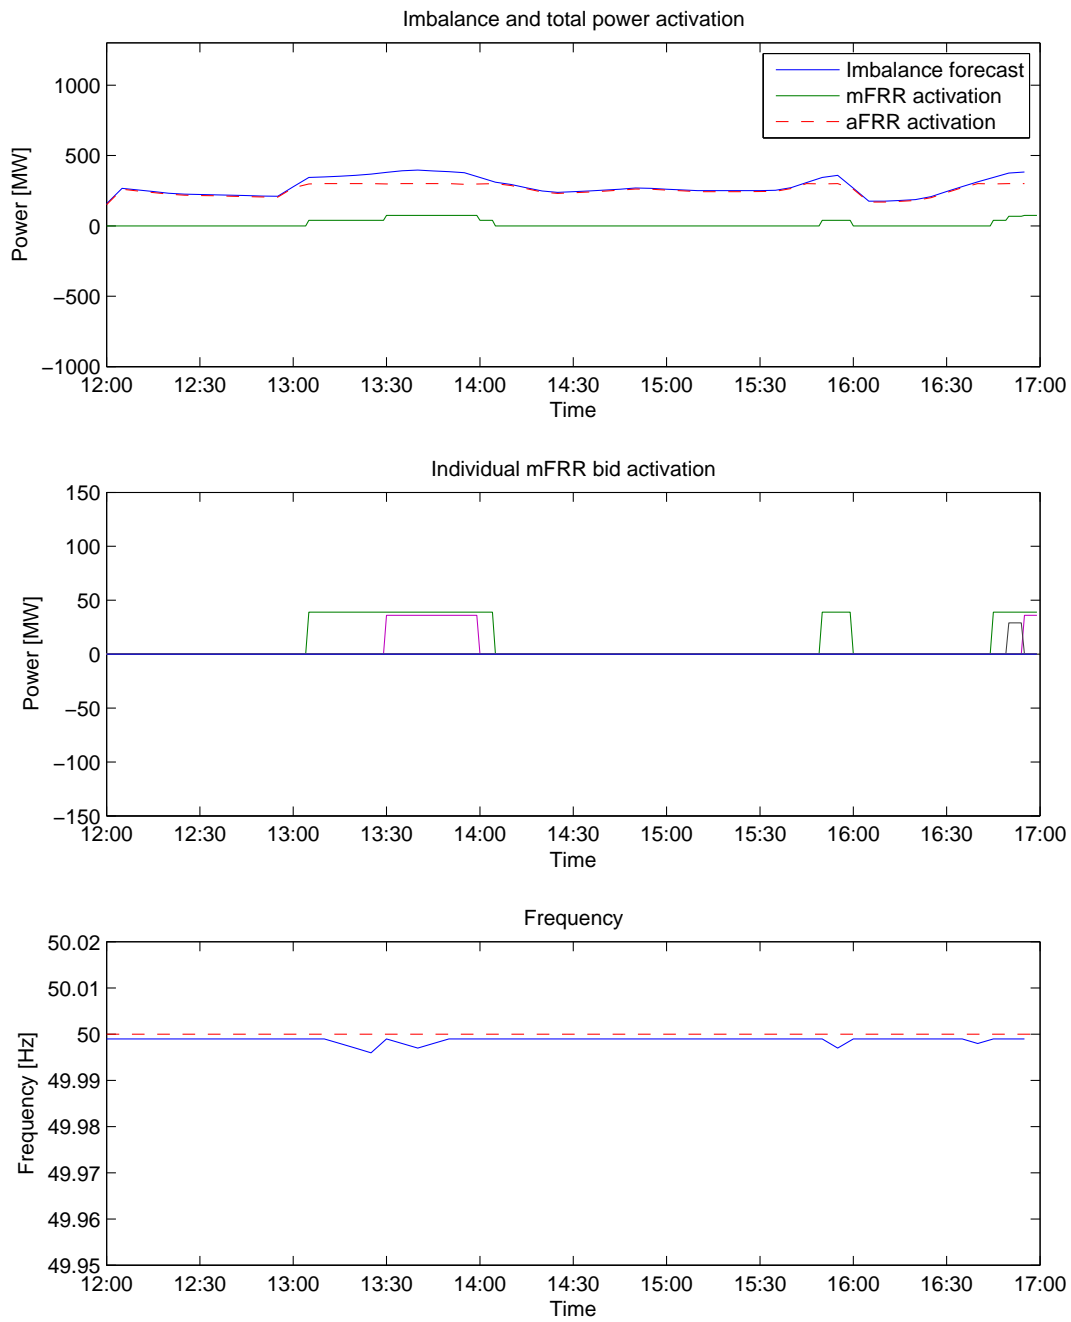 Imbalance and total power activation
Imbalance forecast
mFRR activation
aFRR activation
Power [MW]
1000
500
0
−500
−1000
12:00 12:30 13:00 13:30 14:00 14:30 15:00 15:30 16:00 16:30 17:00
Time
Individual mFRR bid activation
Power [MW]
150
100
50
0
−50
−100
−150
12:00 12:30 13:00 13:30 14:00 14:30 15:00 15:30 16:00 16:30 17:00
Time
Frequency
Frequency [Hz]
50.02
50.01
50
49.99
49.98
49.97
49.96
49.95
12:00 12:30 13:00 13:30 14:00 14:30 15:00 15:30 16:00 16:30 17:00
Time